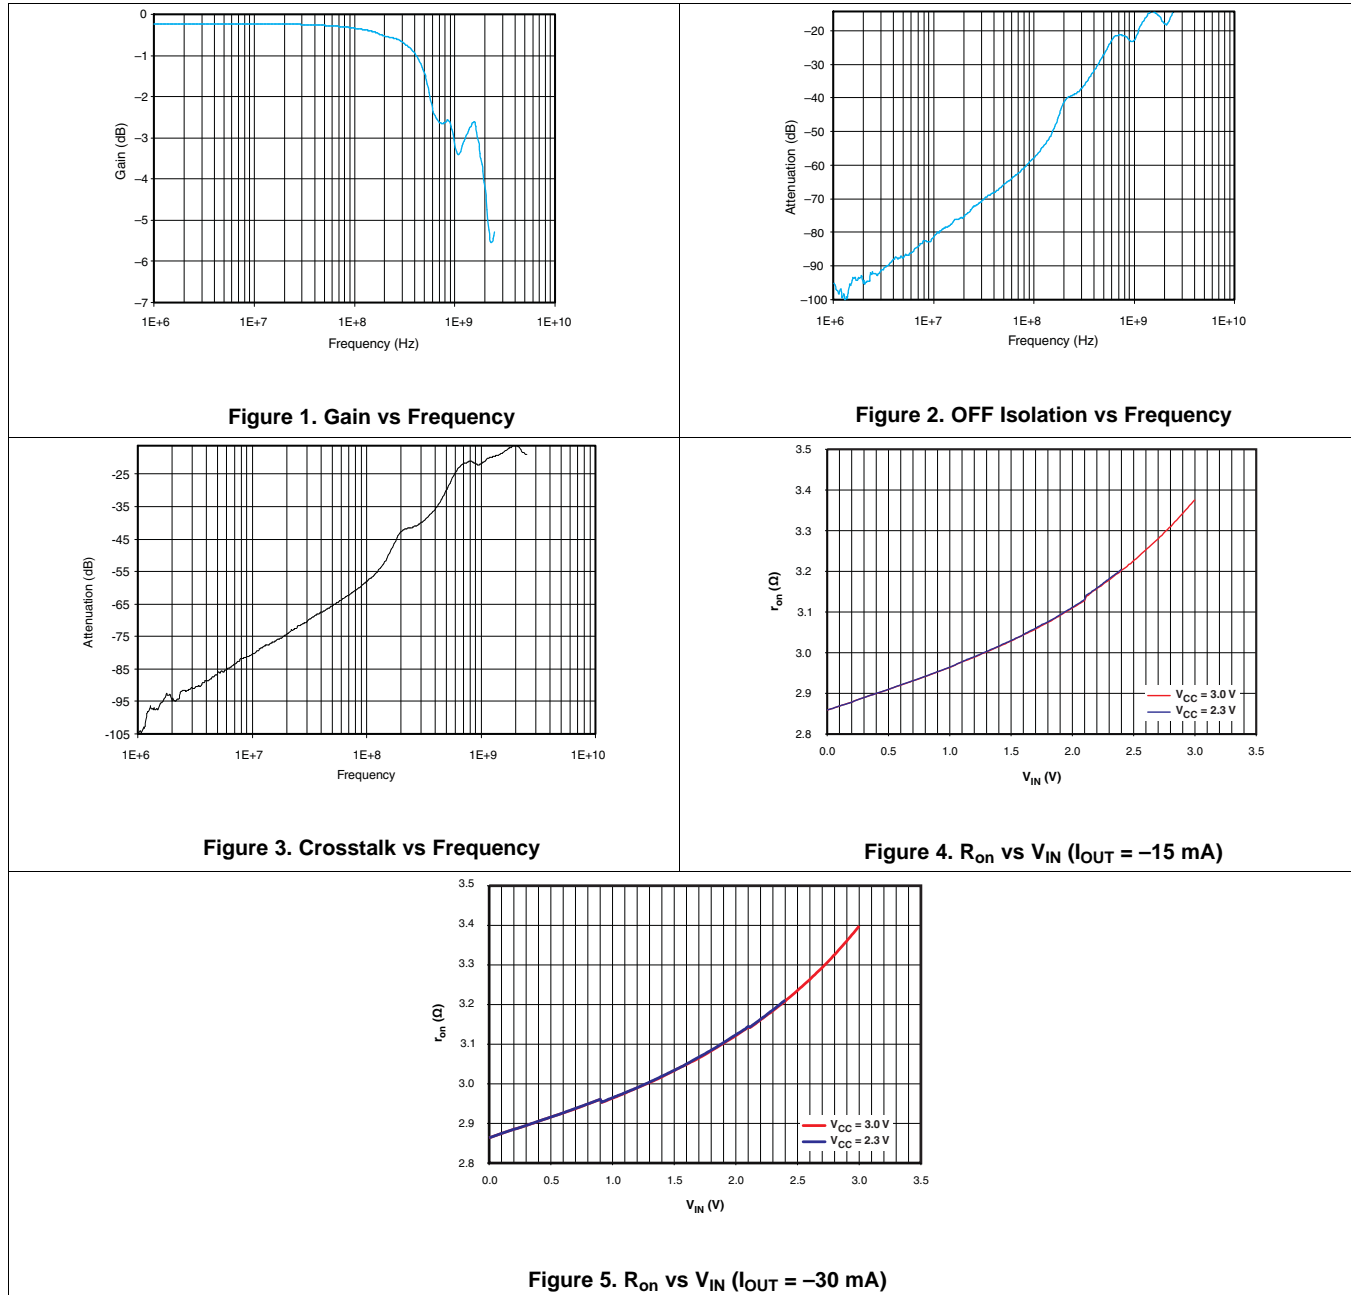 0
–1
–2
–3
–4
–5
–6
–7
Gain (dB)
1E+6 1E+7 1E+8 1E+9 1E+10
Frequency (Hz)
Figure 1. Gain vs Frequency
–20
–30
–40
–50
–60
–70
–80
–90
–100
Attenuation (dB)
1E+6 1E+7 1E+8 1E+9 1E+10
Frequency (Hz)
Figure 2. OFF Isolation vs Frequency
-25
-35
-45
-55
-65
-75
-85
-95
-105
Attenuation (dB)
1E+6 1E+7 1E+8 1E+9 1E+10
Frequency
Figure 3. Crosstalk vs Frequency
3.5
3.4
3.3
3.2
3.1
3.0
2.9
2.8
ron (Ω)
VCC = 3.0 V
VCC = 2.3 V
0.0 0.5 1.0 1.5 2.0 2.5 3.0 3.5
VIN (V)
Figure 4. Ron vs VIN (IOUT = –15 mA)
3.5
3.4
3.3
3.2
3.1
3.0
2.9
2.8
ron (Ω)
VCC = 3.0 V
VCC = 2.3 V
0.0 0.5 1.0 1.5 2.0 2.5 3.0 3.5
VIN (V)
Figure 5. Ron vs VIN (IOUT = –30 mA)